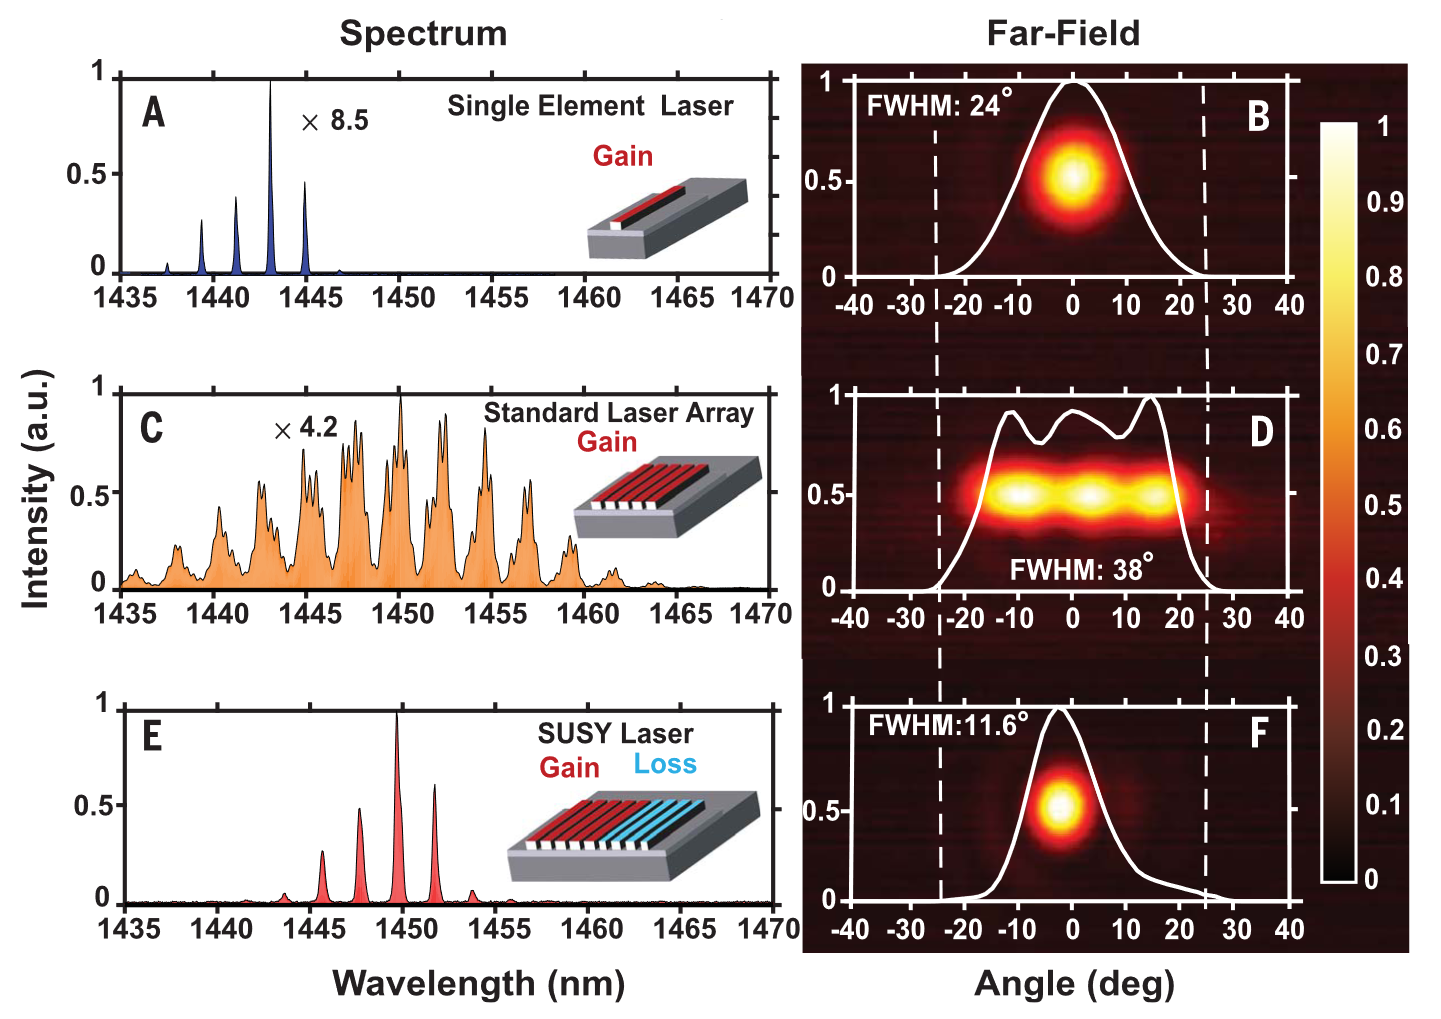 Spectrum
Far-Field
Intensity (a.u.)
A
× 8.5
Single Element Laser
Gain
1
0.5
0
1435 1440 1445 1450 1455 1460 1465 1470
B
FWHM: 24°
1
0.5
0
-40 -30 -20 -10 0 10 20 30 40
C
× 4.2
Standard Laser Array
Gain
1
0.5
0
1435 1440 1445 1450 1455 1460 1465 1470
D
FWHM: 38°
1
0.5
0
-40 -30 -20 -10 0 10 20 30 40
E
SUSY Laser
Gain Loss
1
0.5
0
1435 1440 1445 1450 1455 1460 1465 1470
F
FWHM:11.6°
1
0.5
0
-40 -30 -20 -10 0 10 20 30 40
1
0.9
0.8
0.7
0.6
0.5
0.4
0.3
0.2
0.1
0
Wavelength (nm)
Angle (deg)